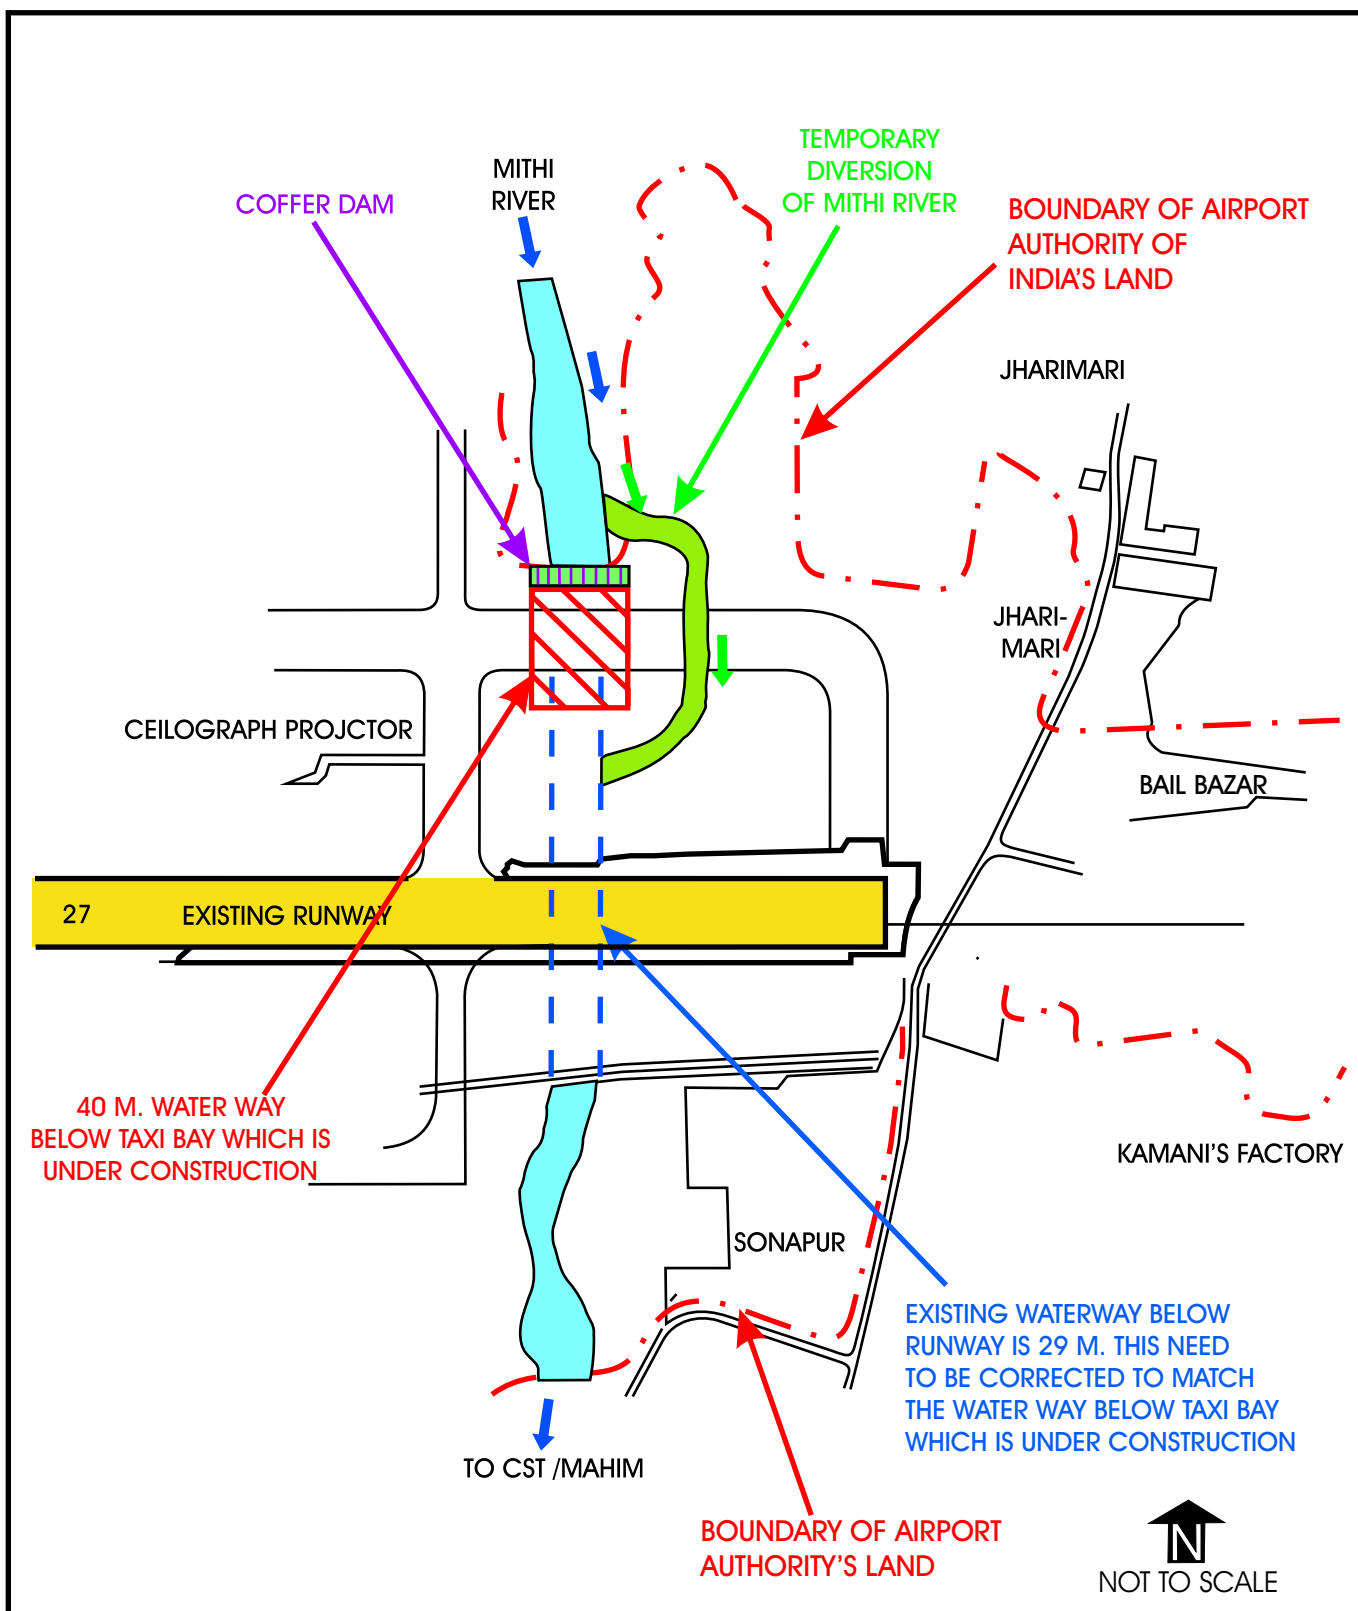 TEMPORARY
DIVERSION
OF MITHI RIVER
MITHI
RIVER
COFFER DAM
BOUNDARY OF AIRPORT
AUTHORITY OF
INDIA'S LAND
JHARIMARI
JHARI-
MARI
CEILOGRAPH PROJCTOR
BAIL BAZAR
27
EXISTING RUNWAY
40 M. WATER WAY
BELOW TAXI BAY WHICH IS
UNDER CONSTRUCTION
KAMANI'S FACTORY
SONAPUR
EXISTING WATERWAY BELOW
RUNWAY IS 29 M. THIS NEED
TO BE CORRECTED TO MATCH
THE WATER WAY BELOW TAXI BAY
WHICH IS UNDER CONSTRUCTION
TO CST /MAHIM
BOUNDARY OF AIRPORT
AUTHORITY'S LAND
N
NOT TO SCALE